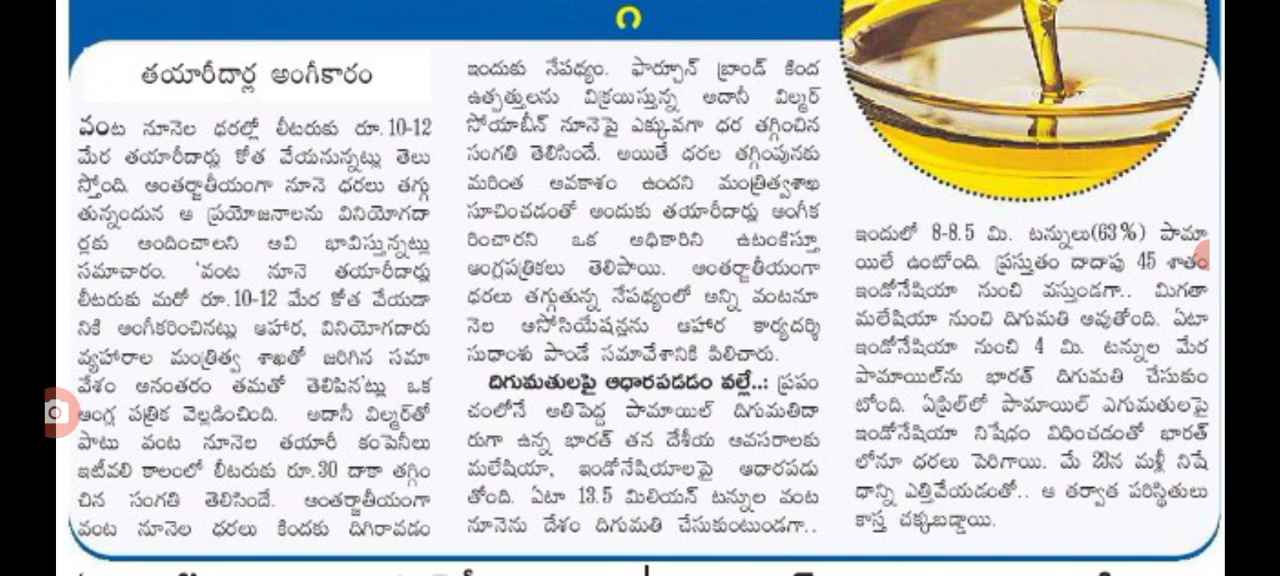 తయారీదార్ల అంగీకారం
వంట నూనెల ధరల్లో లీటరుకు రూ.10-12
మేర తయారీదార్లు కోత వేయనున్నట్లు తెలు
స్తోంది. అంతర్జాతీయంగా నూనె ధరలు తగ్గు
తున్నందున ఆ ప్రయోజనాలను వినియోగదా
ర్లకు అందించాలని అవి భావిస్తున్నట్లు
సమాచారం. 'వంట నూనె తయారీదార్లు
లీటరుకు మరో రూ.10-12 మేర కోత వేయడా
నికి అంగీకరించినట్లు ఆహార, వినియోగదారు
వ్యవహారాల మంత్రిత్వ శాఖతో జరిగిన సమా
వేశం అనంతరం తమతో తెలిపిన'ట్లు ఒక
ఆంగ్ల పత్రిక వెల్లడించింది. అదానీ విల్మర్‌తో
పాటు వంట నూనెల తయారీ కంపెనీలు
ఇటీవలి కాలంలో లీటరుకు రూ.30 దాకా తగ్గిం
చిన సంగతి తెలిసిందే. అంతర్జాతీయంగా
వంట నూనెల ధరలు కిందకు దిగిరావడం
ఇందుకు నేపథ్యం. ఫార్చూన్ బ్రాండ్ కింద
ఉత్పత్తులను విక్రయిస్తున్న అదానీ విల్మర్
సోయాబీన్ నూనెపై ఎక్కువగా ధర తగ్గించిన
సంగతి తెలిసిందే. అయితే ధరల తగ్గింపునకు
మరింత అవకాశం ఉందని మంత్రిత్వశాఖ
సూచించడంతో అందుకు తయారీదార్లు అంగీక
రించారని ఒక అధికారిని ఉటంకిస్తూ
ఆంగ్లపత్రికలు తెలిపాయి. అంతర్జాతీయంగా
ధరలు తగ్గుతున్న నేపథ్యంలో అన్ని వంటనూ
నెల అసోసియేషన్లను ఆహార కార్యదర్శి
సుధాంశు పాండే సమావేశానికి పిలిచారు.
దిగుమతులపై ఆధారపడడం వల్లే..: ప్రపం
చంలోనే అతిపెద్ద పామాయిల్ దిగుమతిదా
రుగా ఉన్న భారత్ తన దేశీయ అవసరాలకు
మలేషియా, ఇండోనేషియాలపై ఆధారపడు
తోంది. ఏటా 13.5 మిలియన్ టన్నుల వంట
నూనెను దేశం దిగుమతి చేసుకుంటుండగా..
ఇందులో 8-8.5 మి. టన్నులు(63%) పామా
యిలే ఉంటోంది. ప్రస్తుతం దాదాపు 45 శాతం
ఇండోనేషియా నుంచి వస్తుండగా.. మిగతా
మలేషియా నుంచి దిగుమతి అవుతోంది. ఏటా
ఇండోనేషియా నుంచి 4 మి. టన్నుల మేర
పామాయిల్‌ను భారత్ దిగుమతి చేసుకుం
టోంది. ఏప్రిల్‌లో పామాయిల్ ఎగుమతులపై
ఇండోనేషియా నిషేధం విధించడంతో భారత్
లోనూ ధరలు పెరిగాయి. మే 23న మళ్లీ నిషే
ధాన్ని ఎత్తివేయడంతో.. ఆ తర్వాత పరిస్థితులు
కాస్త చక్కబడ్డాయి.